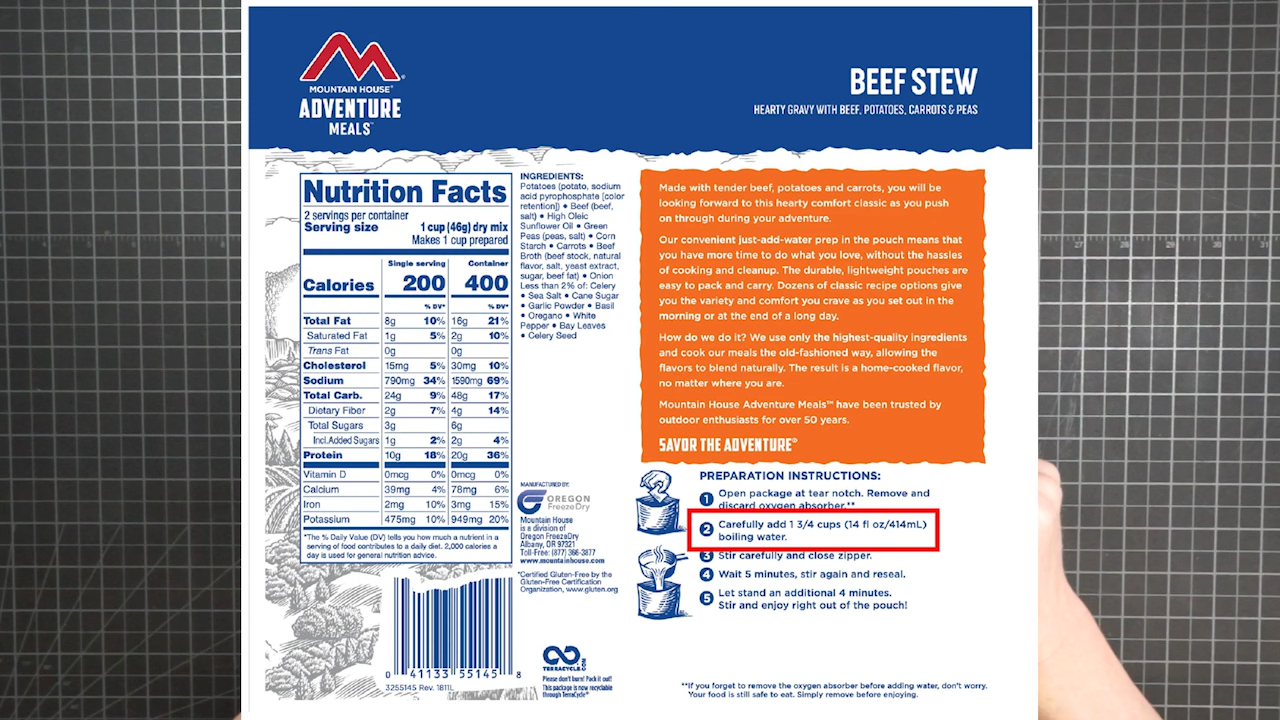 MOUNTAIN HOUSE®
ADVENTURE
MEALS™
BEEF STEW
HEARTY GRAVY WITH BEEF, POTATOES, CARROTS & PEAS
Nutrition Facts
2 servings per container
Serving size 1 cup (46g) dry mix
Makes 1 cup prepared
Single serving Container
Calories 200 400
% DV* % DV*
Total Fat 8g 10% 16g 21%
Saturated Fat 1g 5% 2g 10%
Trans Fat 0g 0g
Cholesterol 15mg 5% 30mg 10%
Sodium 790mg 34% 1590mg 69%
Total Carb. 24g 9% 48g 17%
Dietary Fiber 2g 7% 4g 14%
Total Sugars 3g 6g
Incl. Added Sugars 1g 2% 2g 4%
Protein 10g 18% 20g 36%
Vitamin D 0mcg 0% 0mcg 0%
Calcium 39mg 4% 78mg 6%
Iron 2mg 10% 3mg 15%
Potassium 475mg 10% 949mg 20%
*The % Daily Value (DV) tells you how much a nutrient in a
serving of food contributes to a daily diet. 2,000 calories a
day is used for general nutrition advice.
0 41133 55145 8
3255145 Rev. 1811L
INGREDIENTS:
Potatoes (potato, sodium
acid pyrophosphate [color
retention]) • Beef (beef,
salt) • High Oleic
Sunflower Oil • Green
Peas (peas, salt) • Corn
Starch • Carrots • Beef
Broth (beef stock, natural
flavor, salt, yeast extract,
sugar, beef fat) • Onion
Less than 2% of: Celery
• Sea Salt • Cane Sugar
• Garlic Powder • Basil
• Oregano • White
Pepper • Bay Leaves
• Celery Seed
MANUFACTURED BY:
OREGON
FreezeDry
Mountain House
is a division of
Oregon FreezeDry
Albany, OR 97321
Toll-Free: (877) 366-3877
www.mountainhouse.com
*Certified Gluten-Free by the
Gluten-Free Certification
Organization, www.gluten.org
TERRACYCLE.COM
Please don't burn! Pack it out!
This package is now recyclable
through TerraCycle®
Made with tender beef, potatoes and carrots, you will be
looking forward to this hearty comfort classic as you push
on through during your adventure.
Our convenient just-add-water prep in the pouch means that
you have more time to do what you love, without the hassles
of cooking and cleanup. The durable, lightweight pouches are
easy to pack and carry. Dozens of classic recipe options give
you the variety and comfort you crave as you set out in the
morning or at the end of a long day.
How do we do it? We use only the highest-quality ingredients
and cook our meals the old-fashioned way, allowing the
flavors to blend naturally. The result is a home-cooked flavor,
no matter where you are.
Mountain House Adventure Meals™ have been trusted by
outdoor enthusiasts for over 50 years.
SAVOR THE ADVENTURE®
PREPARATION INSTRUCTIONS:
1 Open package at tear notch. Remove and
discard oxygen absorber.**
2 Carefully add 1 3/4 cups (14 fl oz/414mL)
boiling water.
3 Stir carefully and close zipper.
4 Wait 5 minutes, stir again and reseal.
5 Let stand an additional 4 minutes.
Stir and enjoy right out of the pouch!
**If you forget to remove the oxygen absorber before adding water, don't worry.
Your food is still safe to eat. Simply remove before enjoying.
27 28 29 30 31